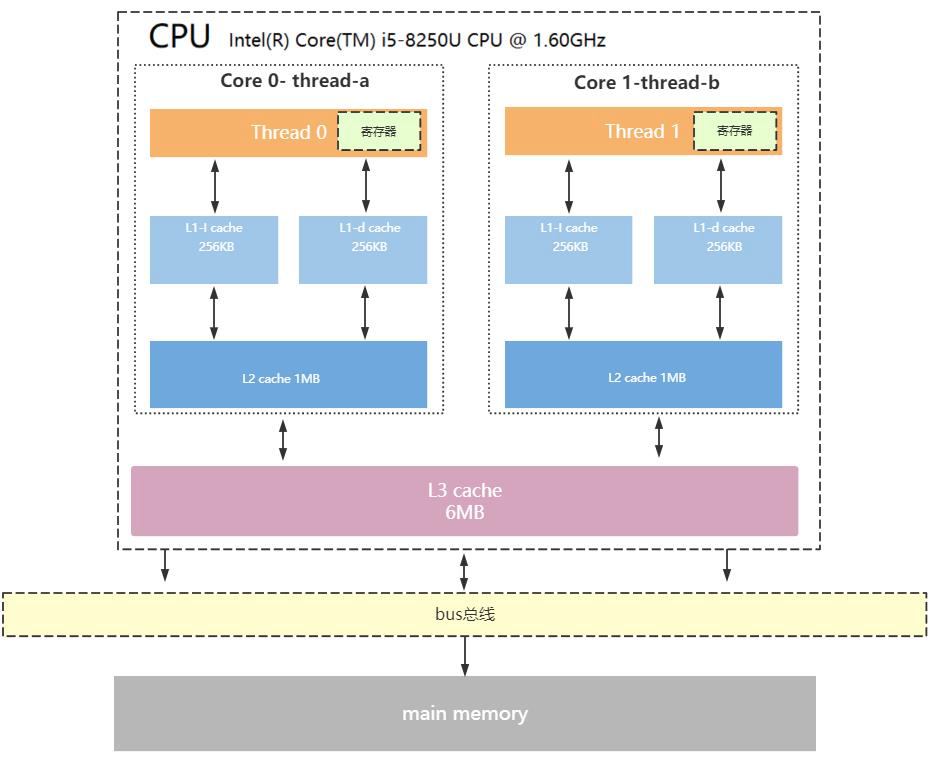 CPU Intel(R) Core(TM) i5-8250U CPU @ 1.60GHz
Core 0- thread-a
Core 1-thread-b
Thread 0 寄存器
Thread 1 寄存器
L1-I cache
256KB
L1-d cache
256KB
L1-I cache
256KB
L1-d cache
256KB
L2 cache 1MB
L2 cache 1MB
L3 cache
6MB
bus总线
main memory